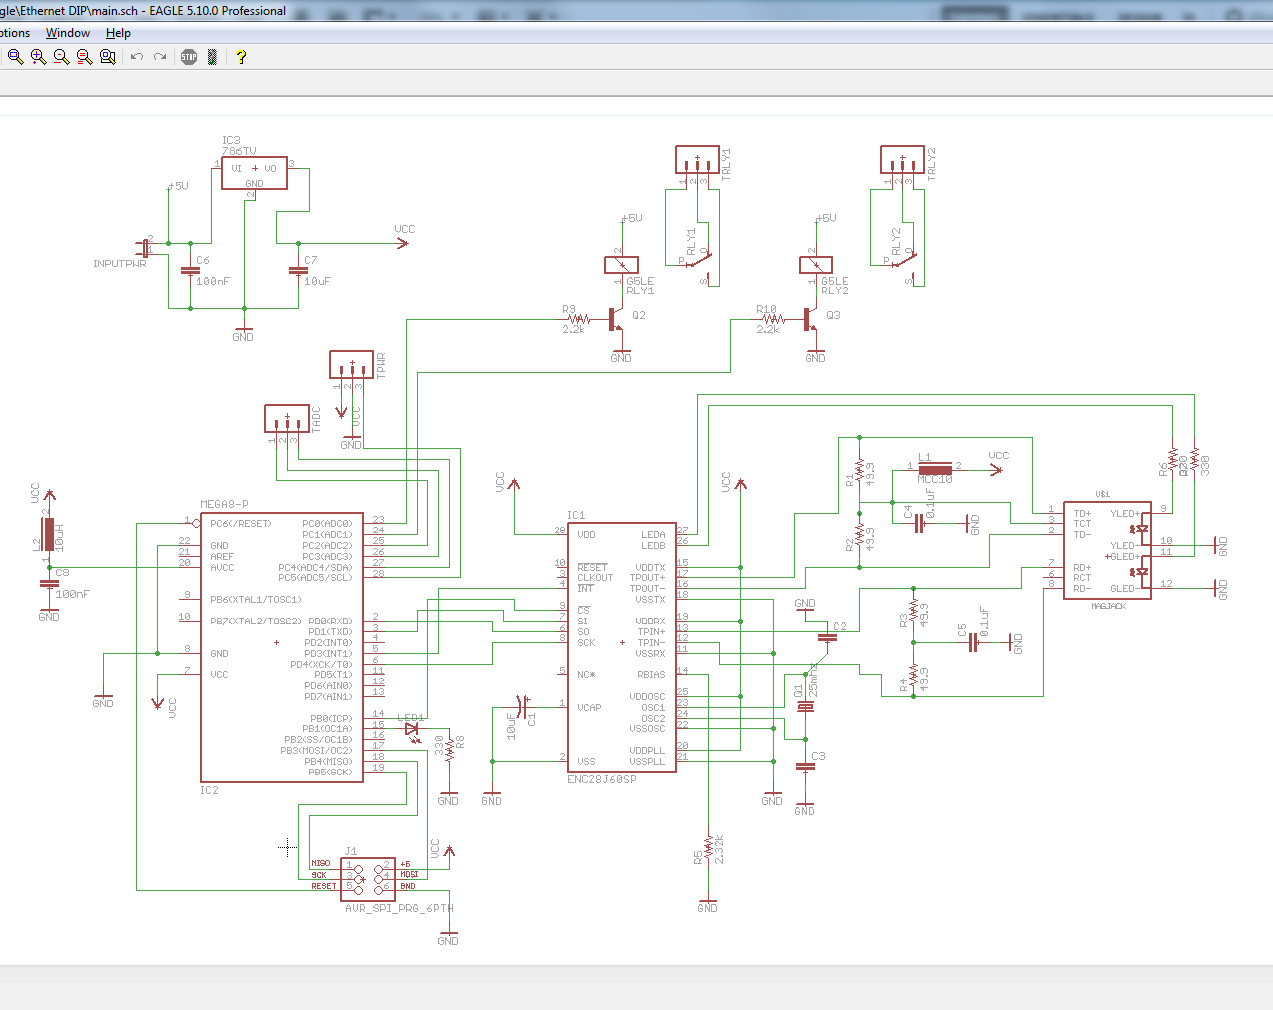 gle\Ethernet DIP\main.sch - EAGLE 5.10.0 Professional
ptions Window Help
STOP ?
IC3
786TV
1 VI VO 3
GND
2
+5V
2
1
INPUTPWR
C6
100nF
C7
10uF
VCC
GND
TRLY1
1 2 3
RLY1
P O S
+5V
2
1
G5LE
RLY1
R9
2.2k
Q2
GND
TRLY2
1 2 3
RLY2
P O S
+5V
2
1
G5LE
RLY2
R10
2.2k
Q3
GND
TPWR
1 2 3
VCC
GND
TADC
1 2 3
VCC
2
L2
10uH
1
C8
100nF
GND
MEGA8-P
1 PC6(/RESET)
22 GND
21 AREF
20 AVCC
9 PB6(XTAL1/TOSC1)
10 PB7(XTAL2/TOSC2)
8 GND
7 VCC
PC0(ADC0) 23
PC1(ADC1) 24
PC2(ADC2) 25
PC3(ADC3) 26
PC4(ADC4/SDA) 27
PC5(ADC5/SCL) 28
PD0(RXD) 2
PD1(TXD) 3
PD2(INT0) 4
PD3(INT1) 5
PD4(XCK/T0) 6
PD5(T1) 11
PD6(AIN0) 12
PD7(AIN1) 13
PB0(ICP) 14
PB1(OC1A) 15
PB2(SS/OC1B) 16
PB3(MOSI/OC2) 17
PB4(MISO) 18
PB5(SCK) 19
IC2
GND
VCC
LED1
330
R8
GND
J1
MISO 1 2 +5
SCK 3 4 MOSI
RESET 5 6 GND
AVR_SPI_PRG_6PTH
VCC
GND
VCC
VCC
IC1
29 VDD
10 RESET
3 CLKOUT
4 INT
9 CS
7 SI
6 SO
8 SCK
5 NC*
1 VCAP
2 VSS
LEDA 27
LEDB 26
VDDTX 15
TPOUT+ 17
TPOUT- 16
VSSTX 18
VDDRX 19
TPIN+ 13
TPIN- 12
VSSRX 11
RBIAS 14
VDDOSC 25
OSC1 23
OSC2 24
VSSOSC 22
VDDPLL 20
VSSPLL 21
ENC28J60SP
10uF
C1
GND
GND
R5
2.32k
GND
GND
C2
Q1
C3
GND
R1
49.9
R2
49.9
1 L1 2
MCC10
VCC
C4
0.1uF
GND
R3
49.9
R4
49.9
C5
0.1uF
GND
R6
330
1 TD+
3 TCT
2 TD-
7 RD+
6 RCT
8 RD-
YLED+ 9
YLED- 10
GLED+ 11
GLED- 12
MAGJACK
GND
GND